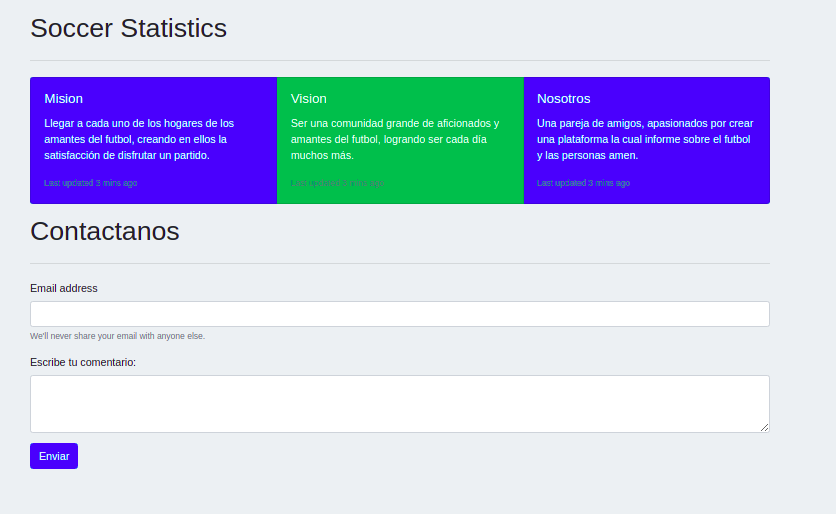 Soccer Statistics
Mision
Llegar a cada uno de los hogares de los
amantes del futbol, creando en ellos la
satisfacción de disfrutar un partido.
Last updated 3 mins ago
Vision
Ser una comunidad grande de aficionados y
amantes del futbol, logrando ser cada día
muchos más.
Last updated 3 mins ago
Nosotros
Una pareja de amigos, apasionados por crear
una plataforma la cual informe sobre el futbol
y las personas amen.
Last updated 3 mins ago
Contactanos
Email address
We'll never share your email with anyone else.
Escribe tu comentario:
Enviar